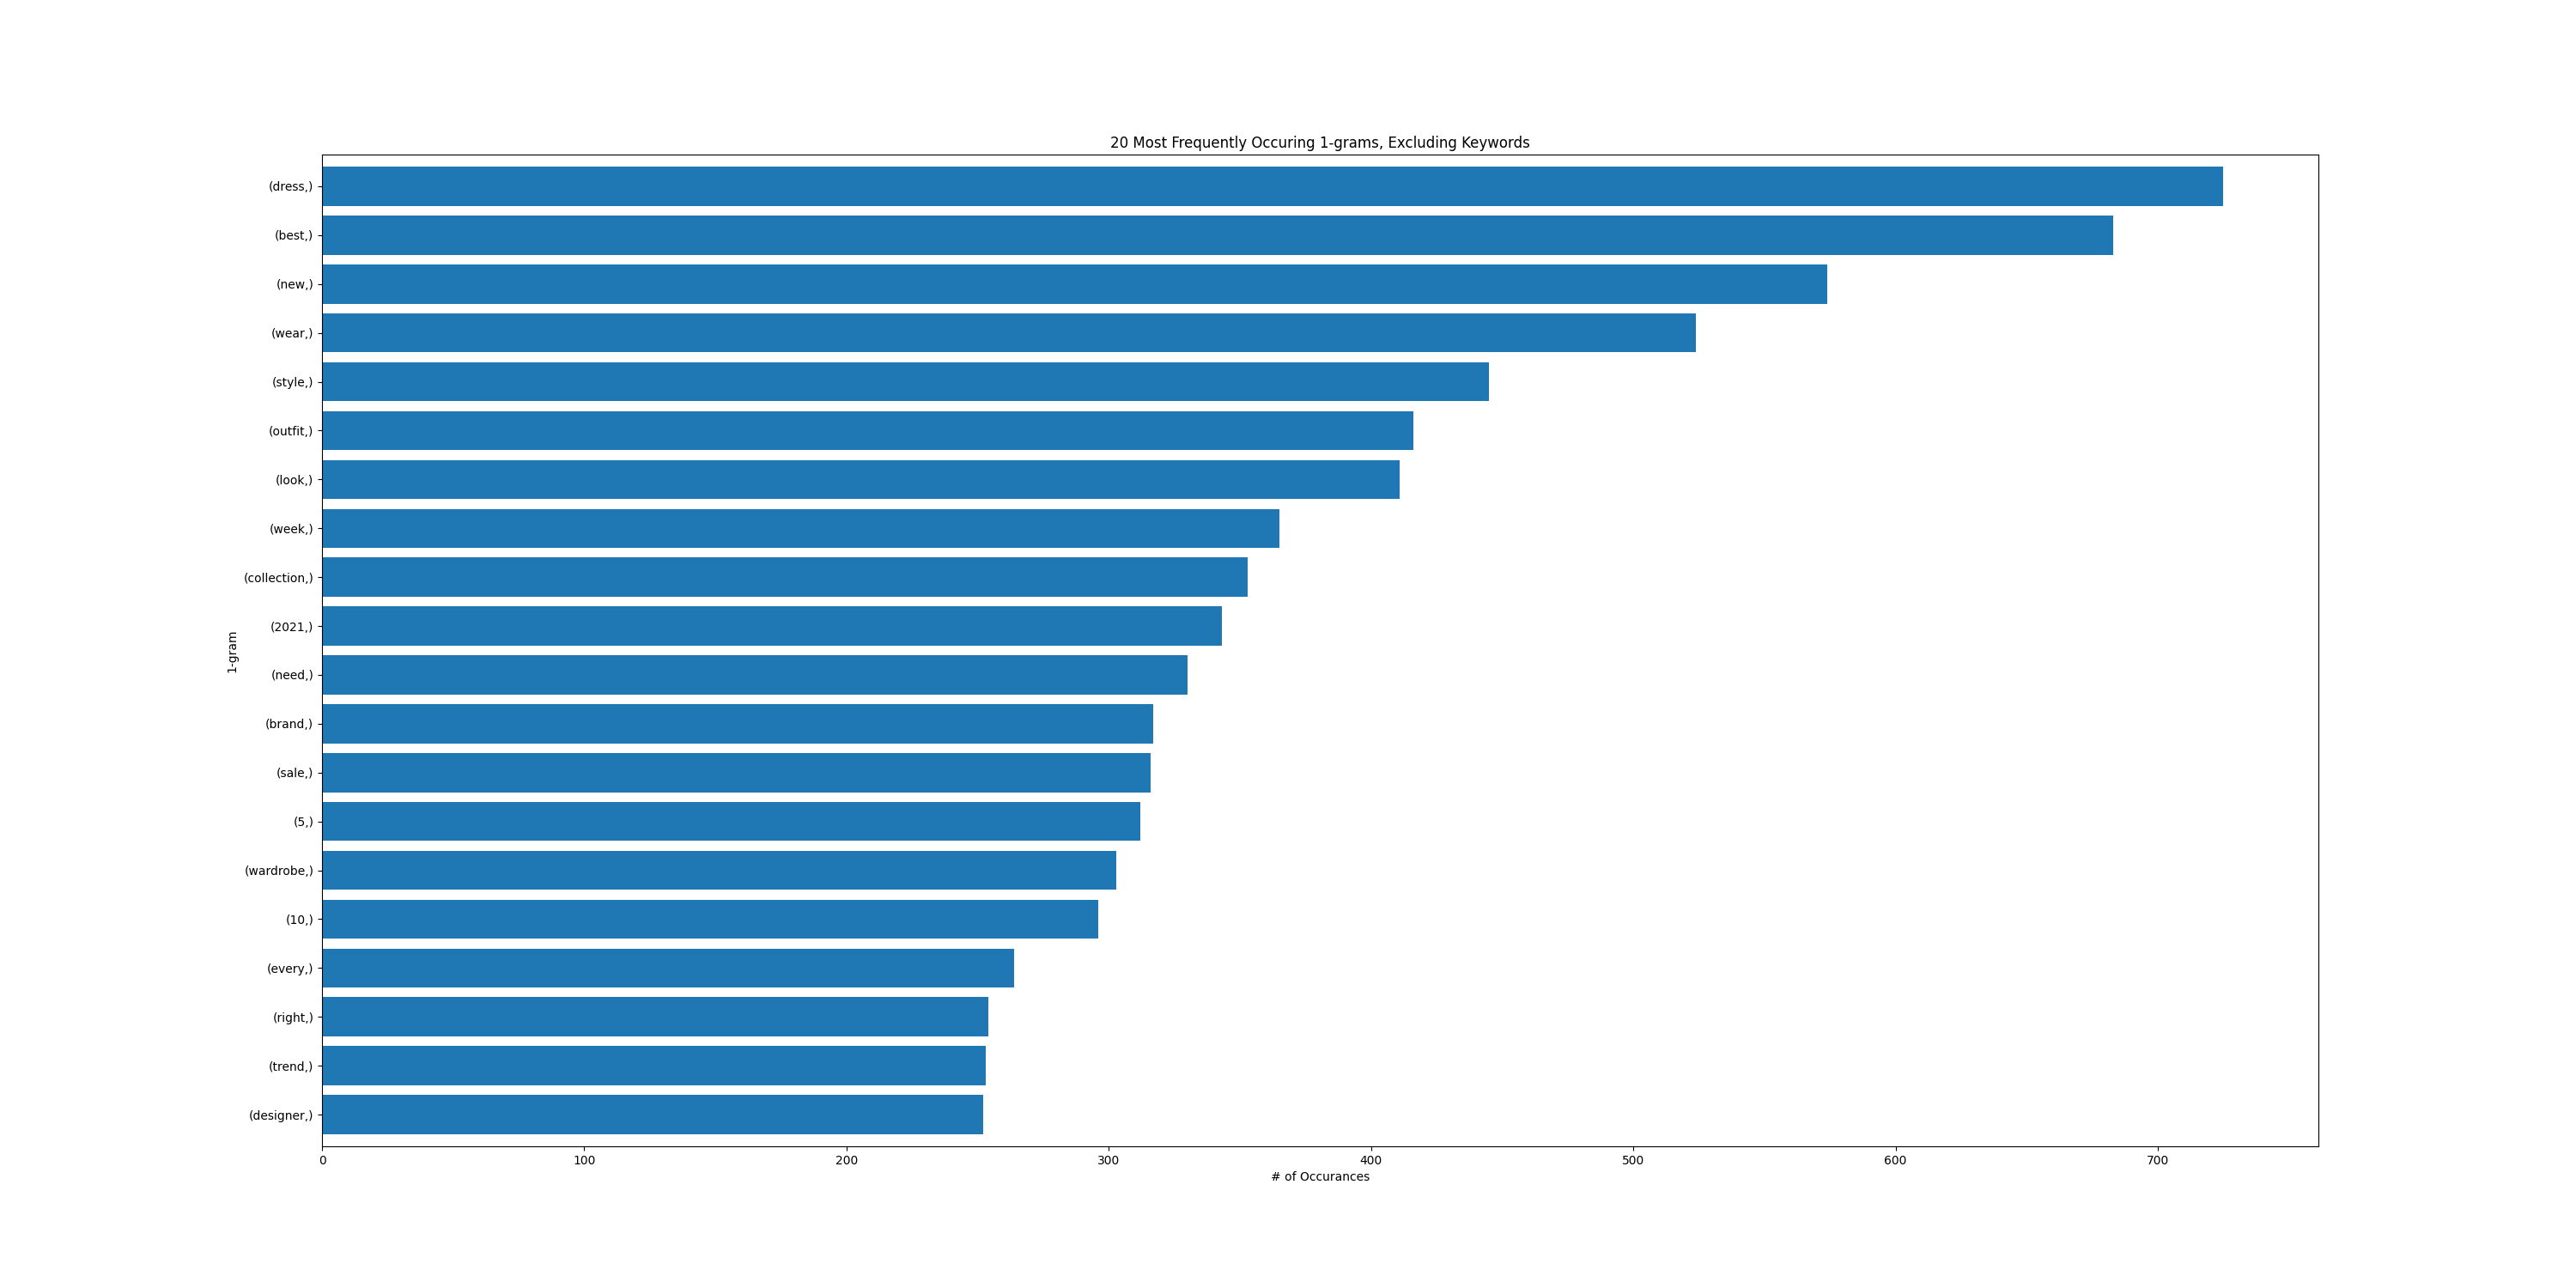 20 Most Frequently Occuring 1-grams, Excluding Keywords
(dress,)
(best,)
(new,)
(wear,)
(style,)
(outfit,)
(look,)
(week,)
(collection,)
(2021,)
(need,)
(brand,)
(sale,)
(5,)
(wardrobe,)
(10,)
(every,)
(right,)
(trend,)
(designer,)
1-gram
0 100 200 300 400 500 600 700
# of Occurances